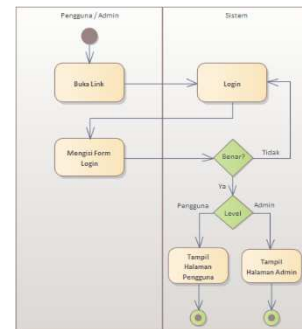 Pengguna / Admin
Sistem
Buka Link
Login
Mengisi Form
Login
Benar?
Tidak
Ya
Pengguna
Level
Admin
Tampil
Halaman
Pengguna
Tampil
Halaman Admin